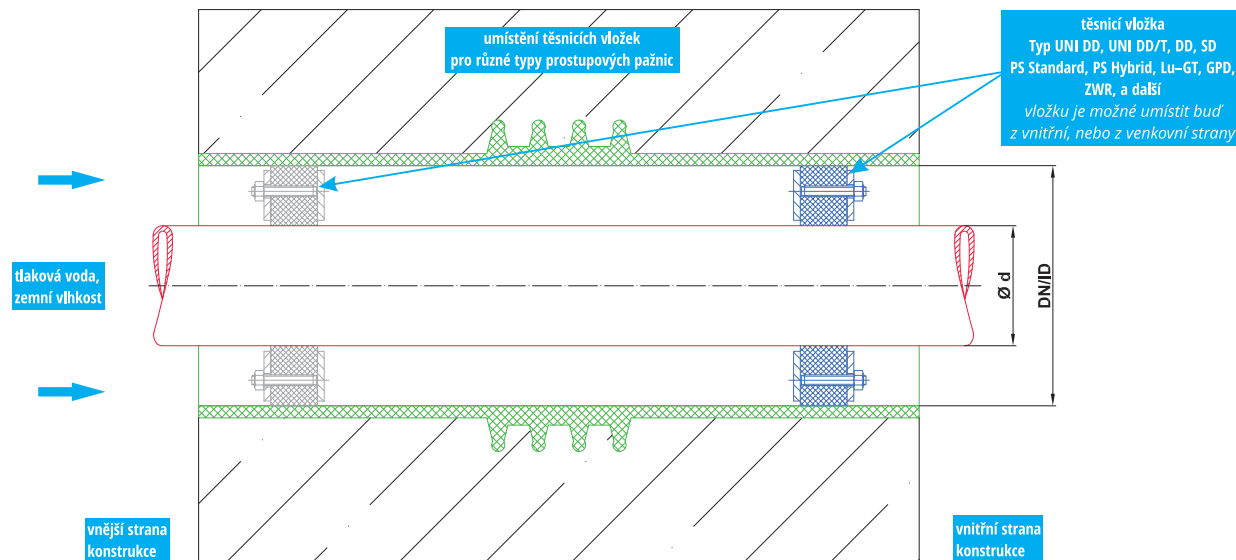 umístění těsnicích vložek
pro různé typy prostupových pažnic
těsnicí vložka
Typ UNI DD, UNI DD/T, DD, SD
PS Standard, PS Hybrid, Lu–GT, GPD,
ZWR, a další
vložku je možné umístit buď
z vnitřní, nebo z venkovní strany
tlaková voda,
zemní vlhkost
Ø d
DN/ID
vnější strana
konstrukce
vnitřní strana
konstrukce